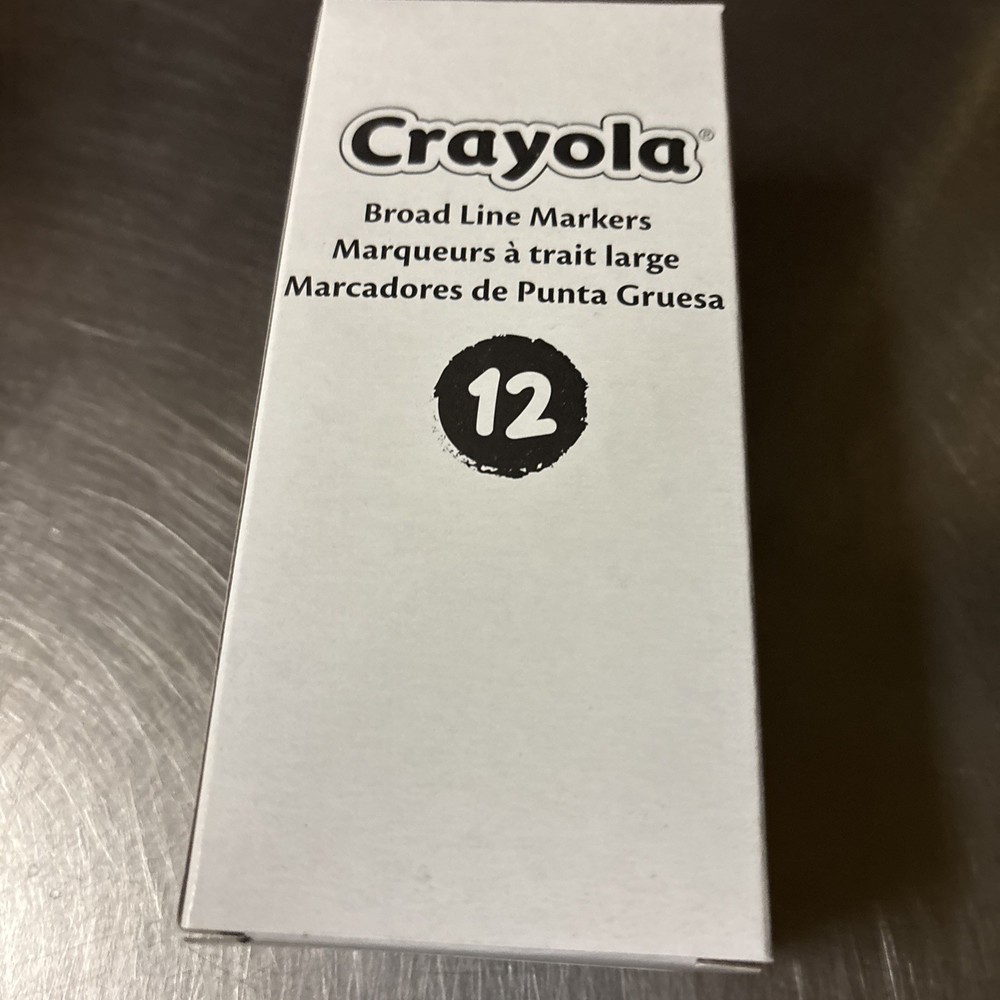 Crayola®
Broad Line Markers
Marqueurs à trait large
Marcadores de Punta Gruesa
12